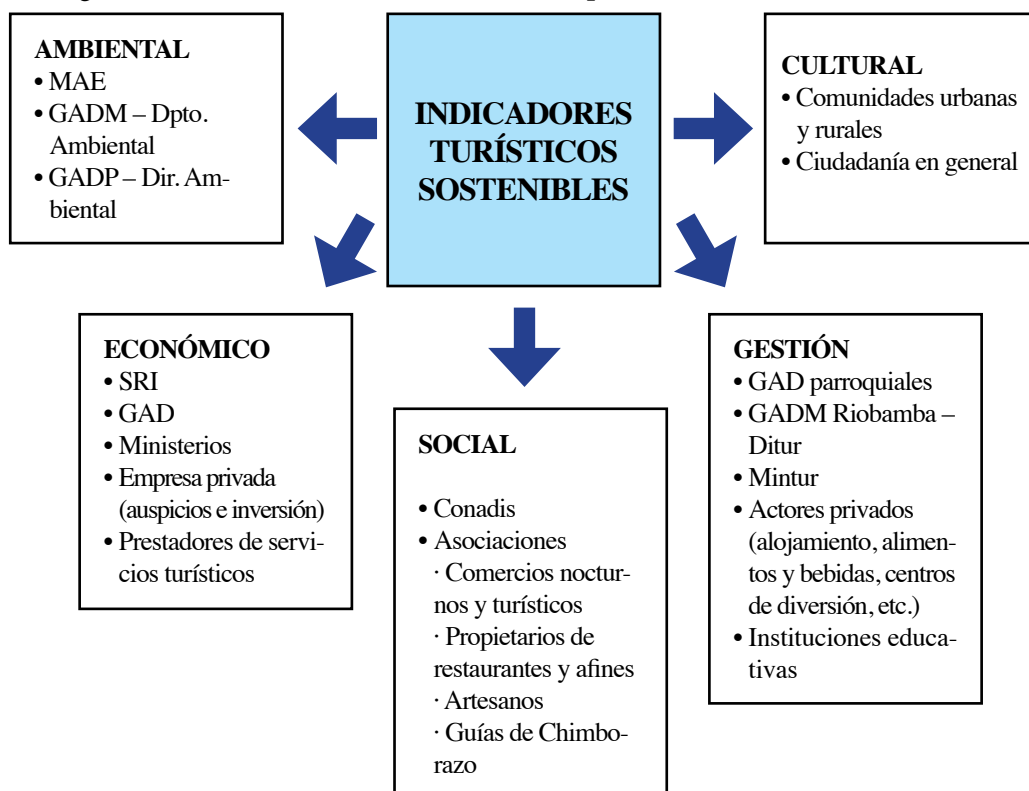 AMBIENTAL
• MAE
• GADM – Dpto.
Ambiental
• GADP – Dir. Am-
biental
INDICADORES
TURÍSTICOS
SOSTENIBLES
CULTURAL
• Comunidades urbanas
y rurales
• Ciudadanía en general
ECONÓMICO
• SRI
• GAD
• Ministerios
• Empresa privada
(auspicios e inversión)
• Prestadores de servi-
cios turísticos
SOCIAL
• Conadis
• Asociaciones
· Comercios noctur-
nos y turísticos
· Propietarios de
restaurantes y afines
· Artesanos
· Guías de Chimbo-
razo
GESTIÓN
• GAD parroquiales
• GADM Riobamba –
Ditur
• Mintur
• Actores privados
(alojamiento, alimen-
tos y bebidas, centros
de diversión, etc.)
• Instituciones educa-
tivas